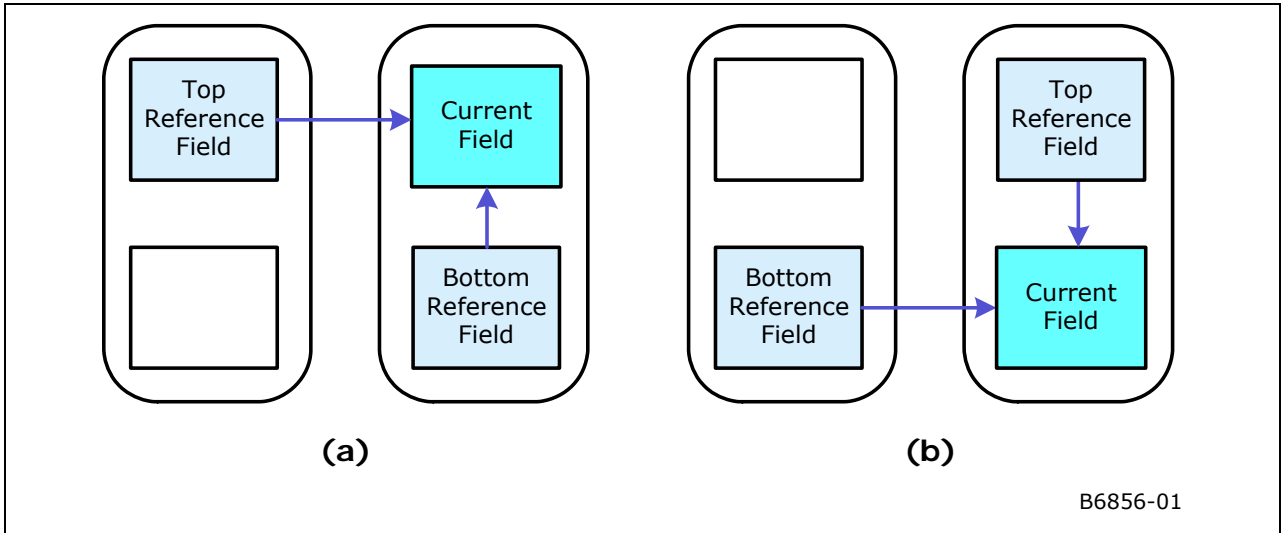 Top
Reference
Field
Current
Field
Bottom
Reference
Field
(a)
Top
Reference
Field
Bottom
Reference
Field
Current
Field
(b)
B6856-01